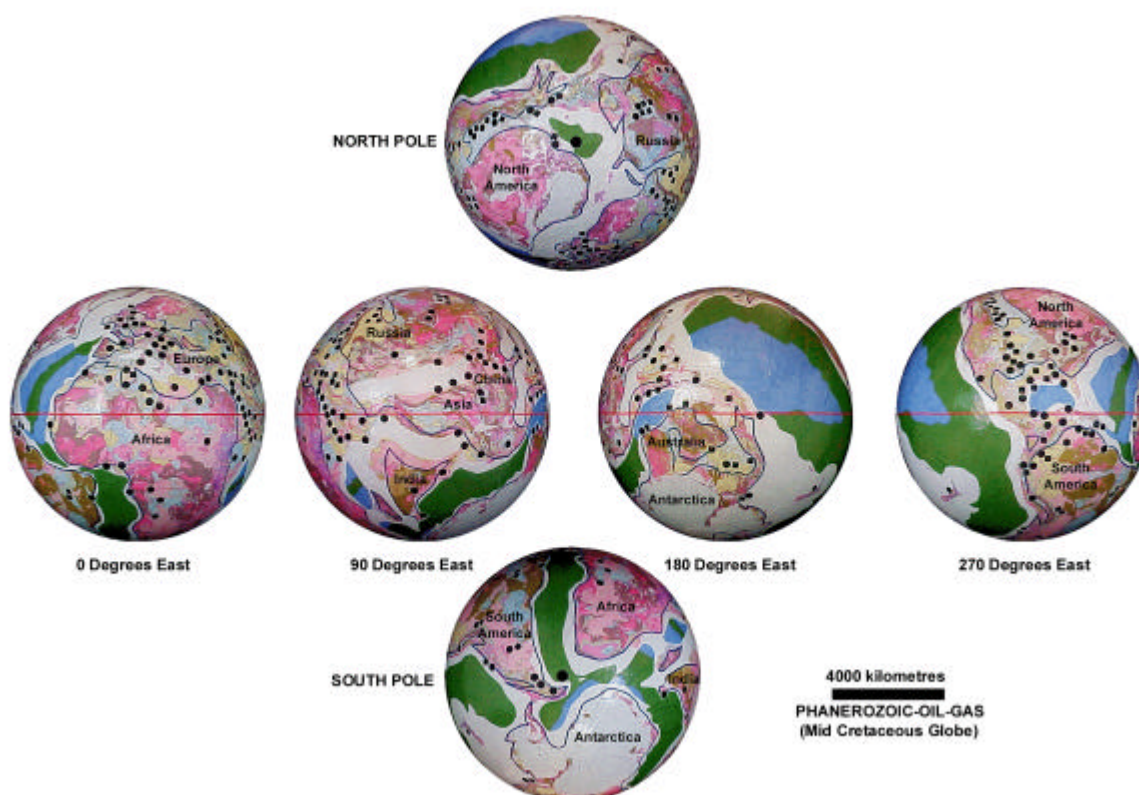 NORTH POLE
Russia
North
America
Europe
Africa
0 Degrees East
Russia
China
Asia
India
90 Degrees East
Australia
Antarctica
180 Degrees East
North
America
South
America
270 Degrees East
SOUTH POLE
South
America
Africa
India
Antarctica
4000 kilometres
PHANEROZOIC-OIL-GAS
(Mid Cretaceous Globe)